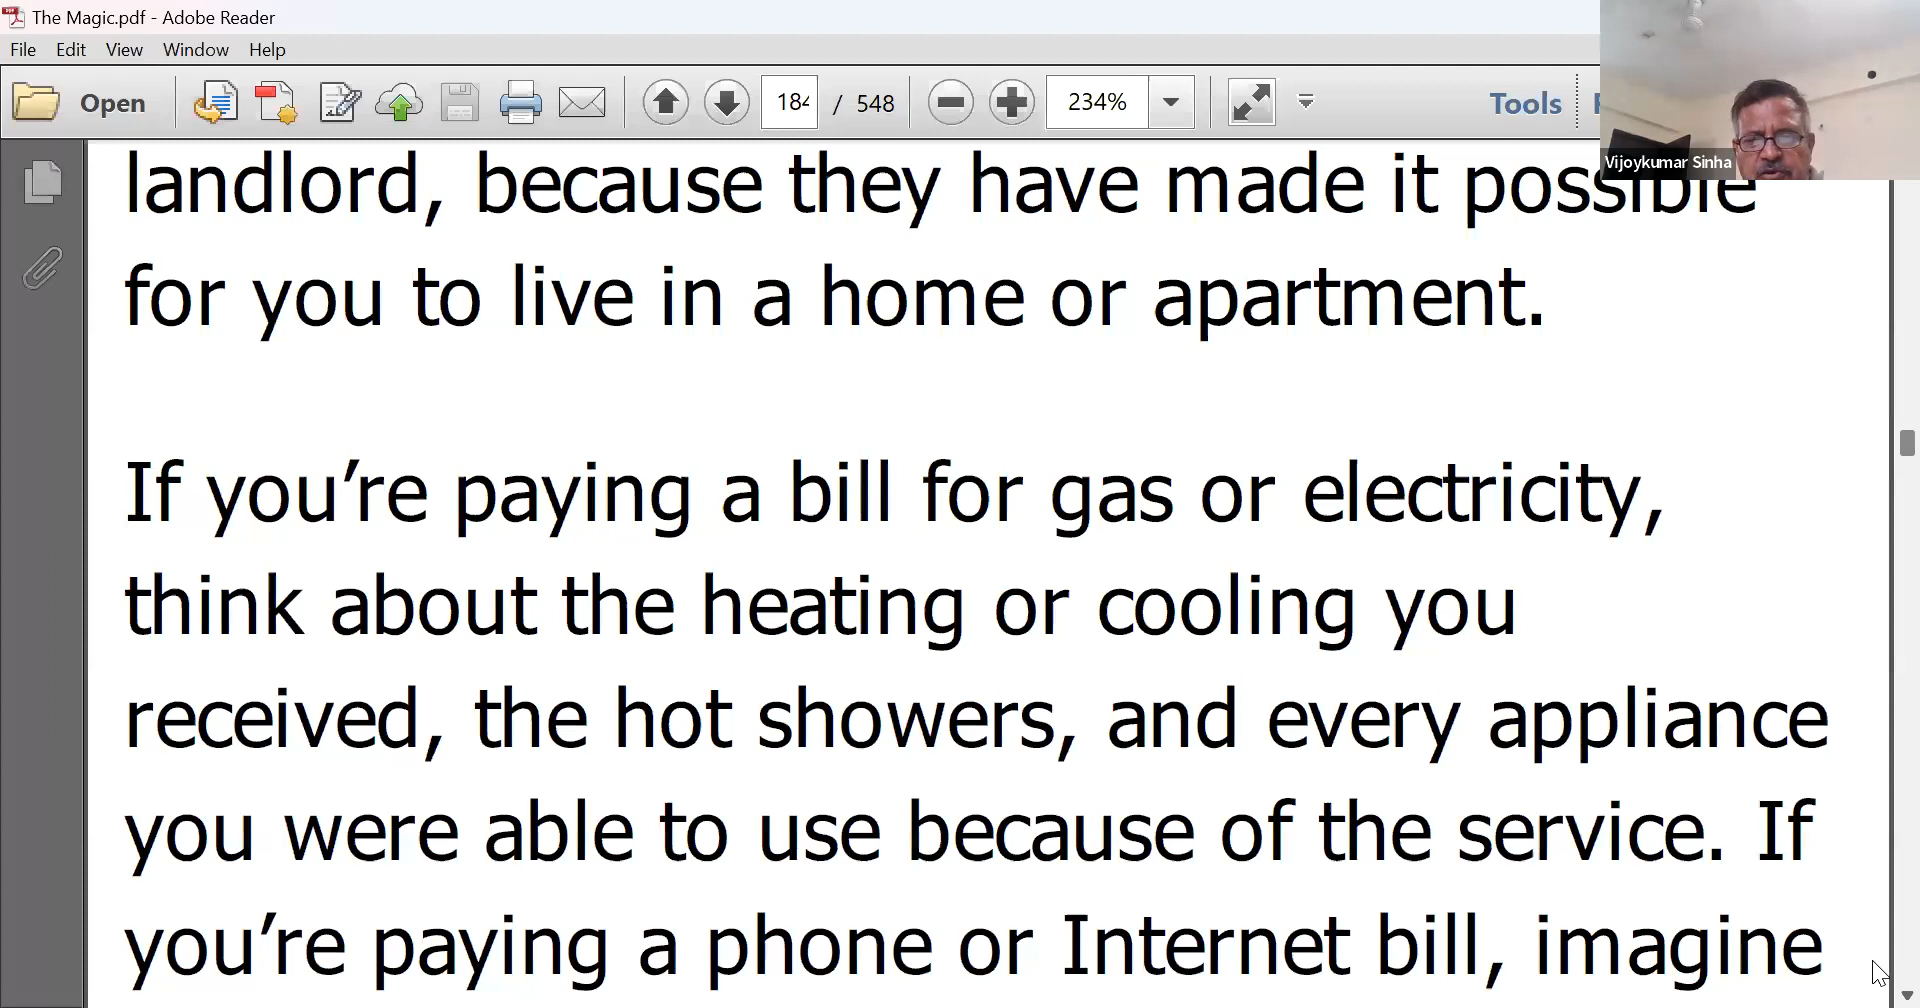 The Magic.pdf - Adobe Reader
File Edit View Window Help
Open 184 / 548 234% Tools
Vijoykumar Sinha
landlord, because they have made it possible
for you to live in a home or apartment.
If you’re paying a bill for gas or electricity,
think about the heating or cooling you
received, the hot showers, and every appliance
you were able to use because of the service. If
you’re paying a phone or Internet bill, imagine